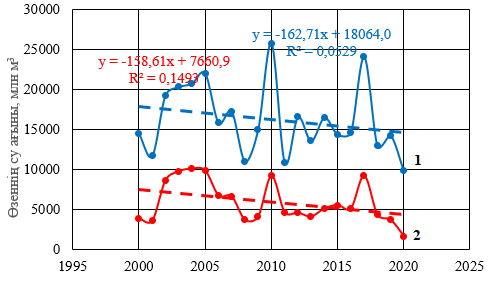 30000
25000
20000
15000
10000
5000
0
Өзеннің су ағыны, млн м³
y = -162,71x + 18064,0
R² = 0,0529
y = -158,61x + 7660,9
R² = 0,1493
1
2
1995 2000 2005 2010 2015 2020 2025